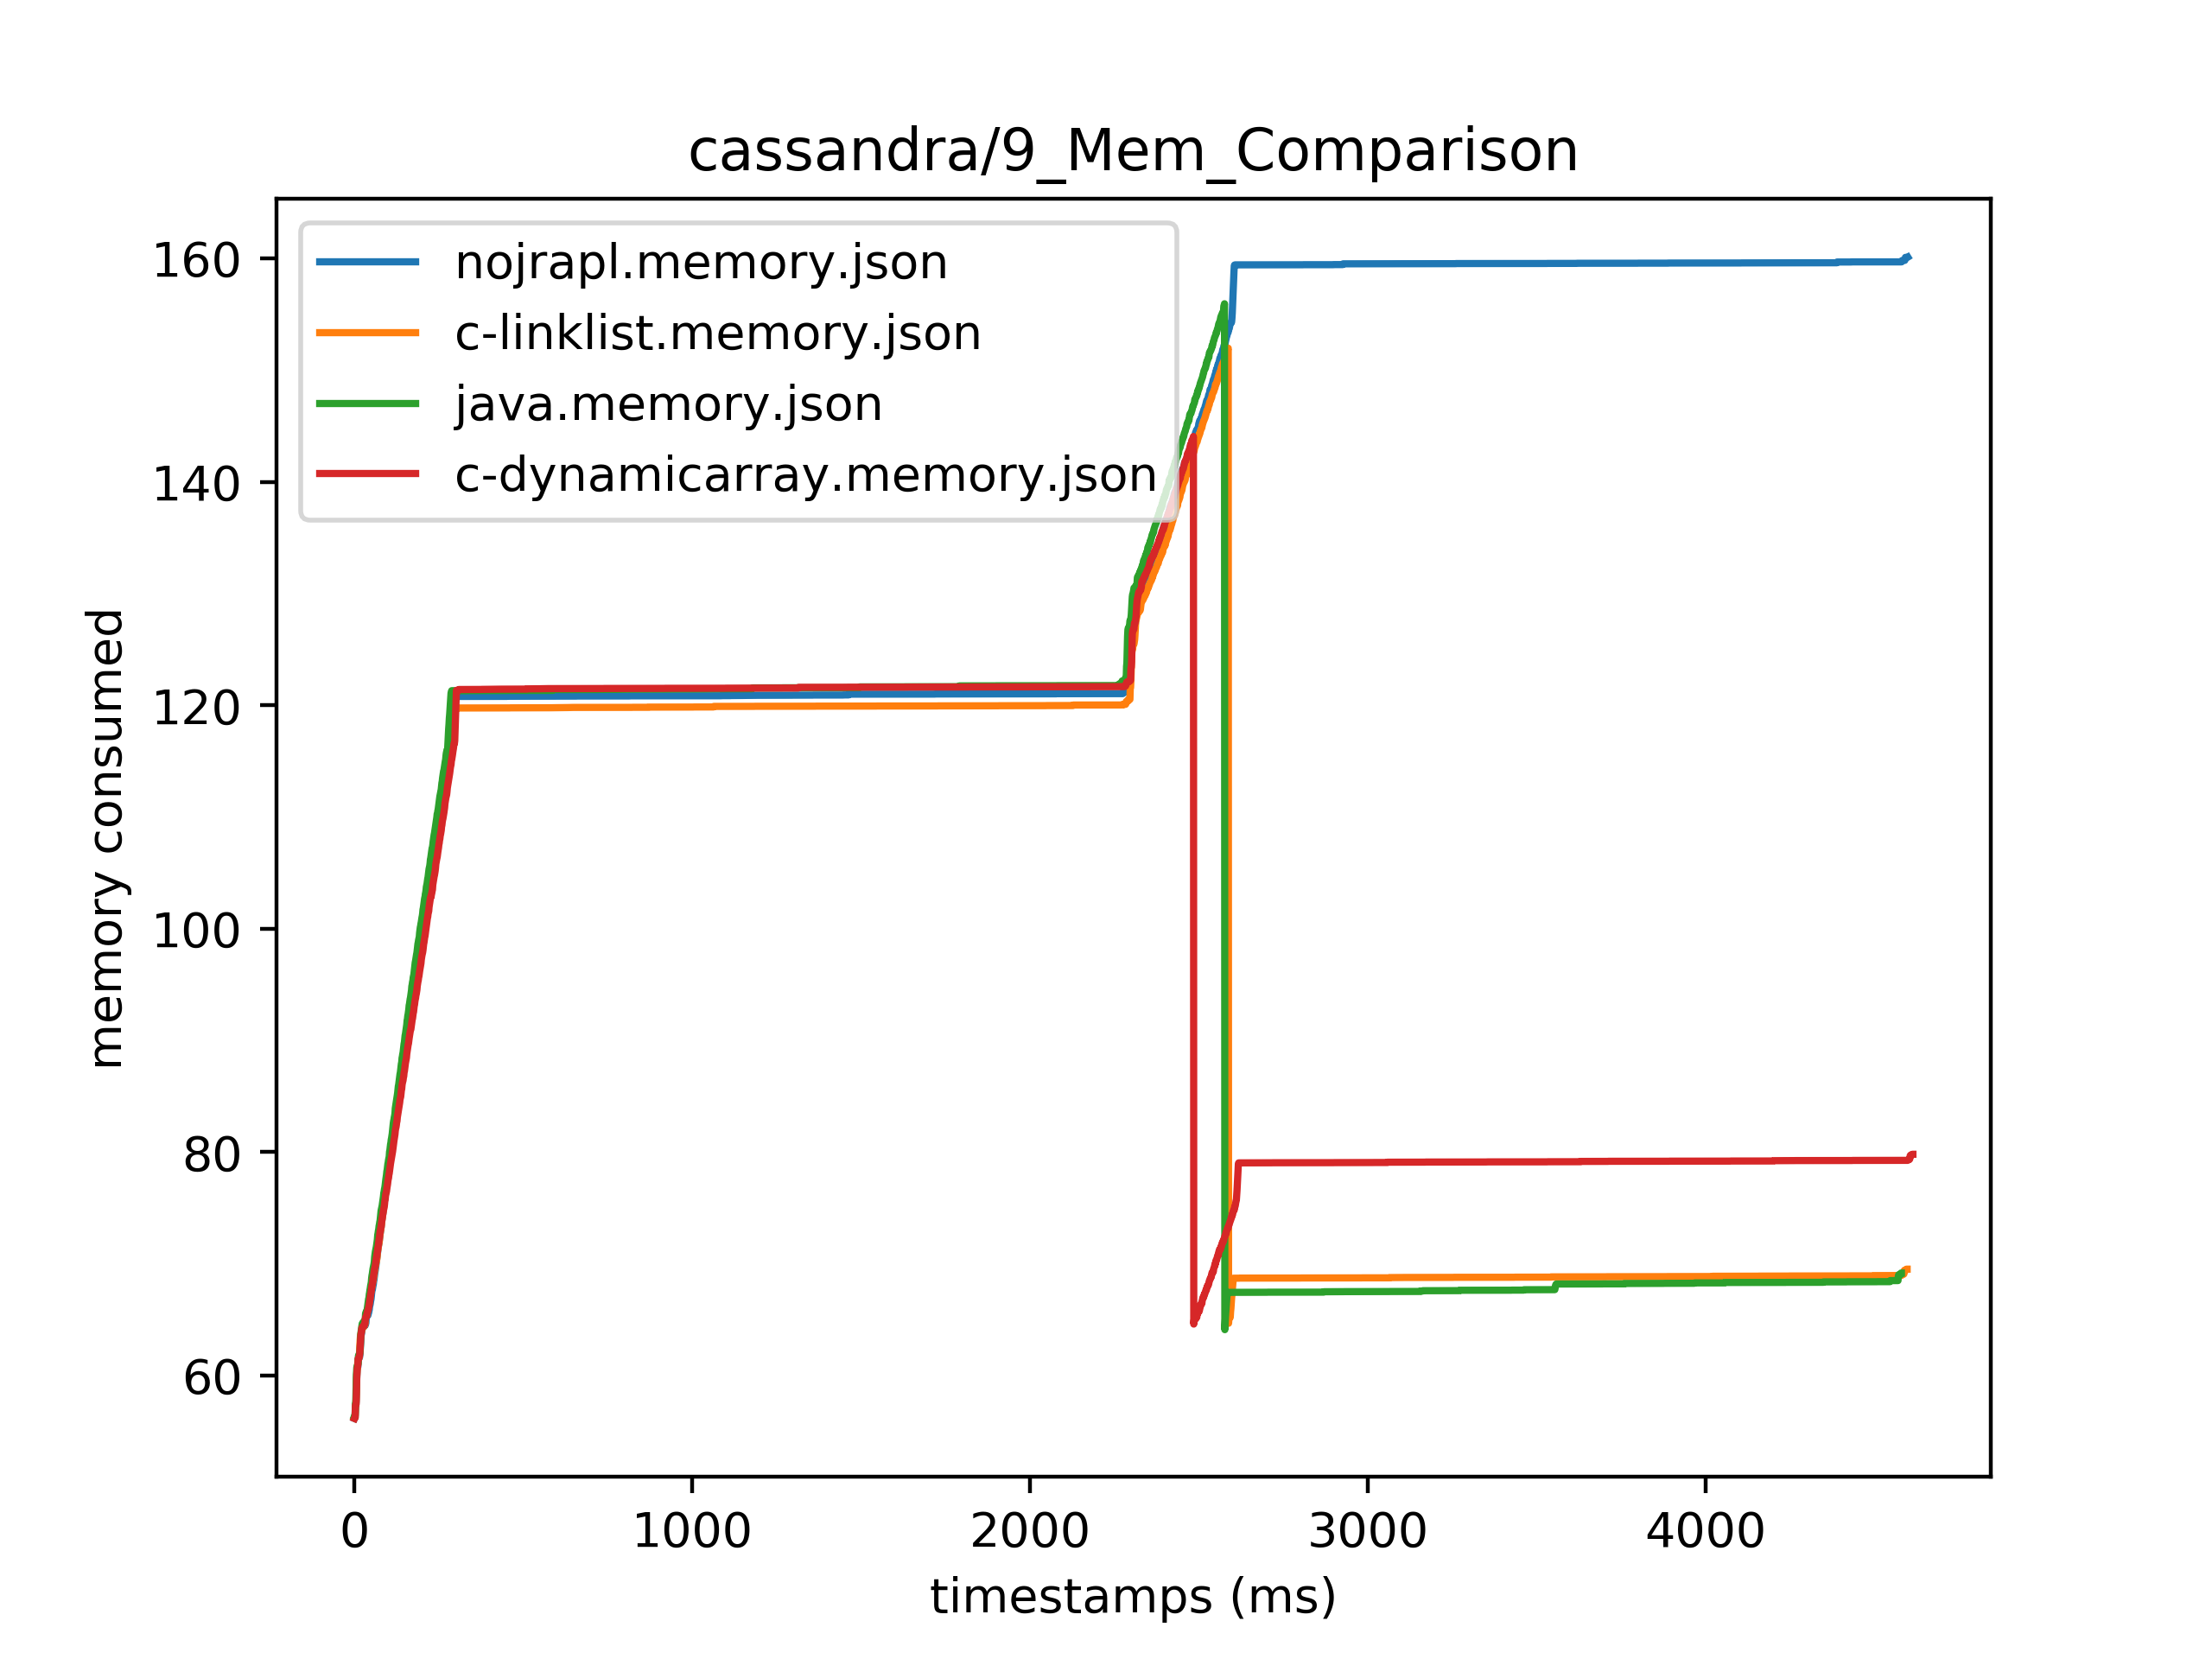 cassandra/9_Mem_Comparison
nojrapl.memory.json
c-linklist.memory.json
java.memory.json
c-dynamicarray.memory.json
memory consumed
160
140
120
100
80
60
0 1000 2000 3000 4000
timestamps (ms)